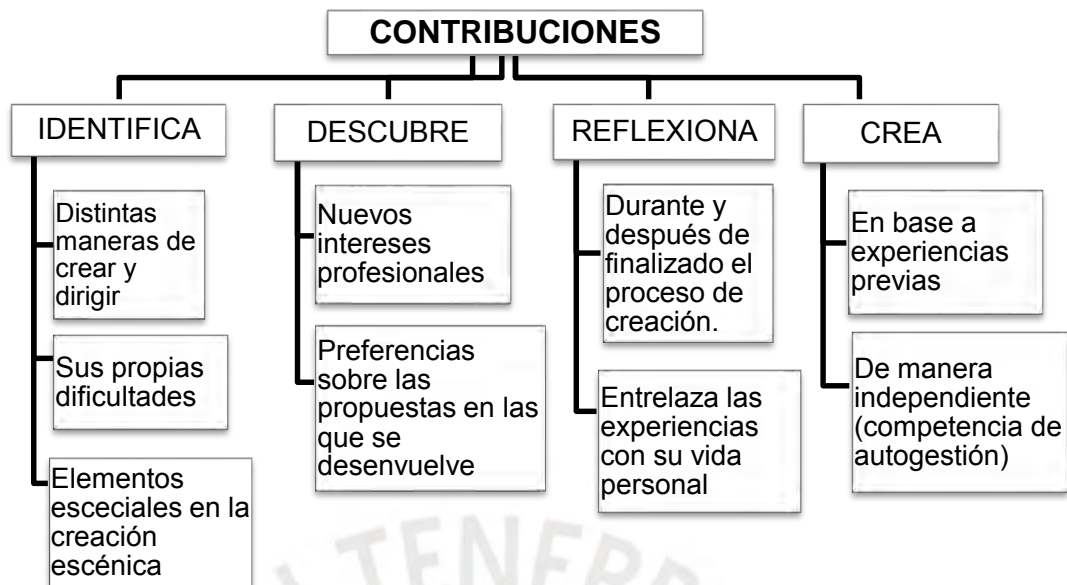 CONTRIBUCIONES
IDENTIFICA
Distintas
maneras de
crear y
dirigir
Sus propias
dificultades
Elementos
esceciales en la
creación
escénica
DESCUBRE
Nuevos
intereses
profesionales
Preferencias
sobre las
propuestas en las
que se
desenvuelve
REFLEXIONA
Durante y
después de
finalizado el
proceso de
creación.
Entrelaza las
experiencias
con su vida
personal
CREA
En base a
experiencias
previas
De manera
independiente
(competencia de
autogestión)